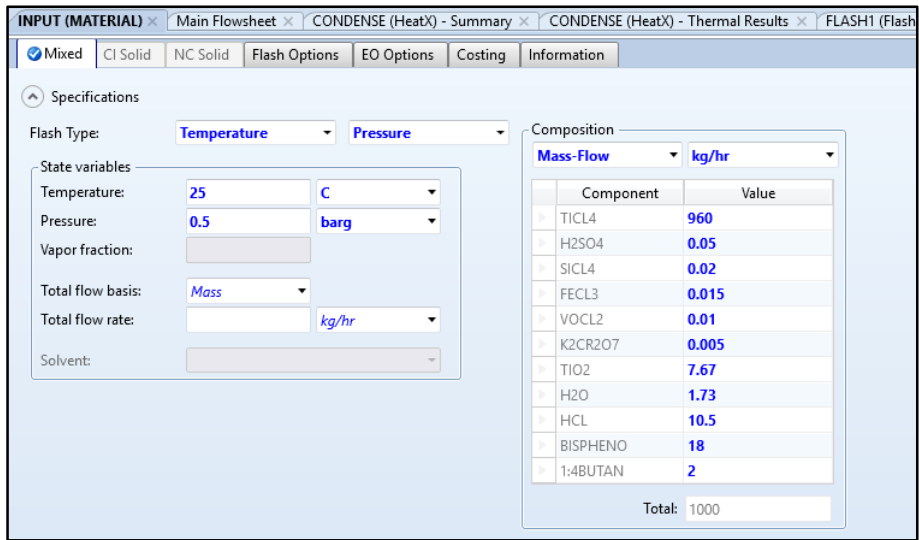 INPUT (MATERIAL) × Main Flowsheet × CONDENSE (HeatX) - Summary × CONDENSE (HeatX) - Thermal Results × FLASH1 (Flash
Mixed CI Solid NC Solid Flash Options EO Options Costing Information
Specifications
Flash Type: Temperature Pressure
State variables
Temperature: 25 C
Pressure: 0.5 barg
Vapor fraction:
Total flow basis: Mass
Total flow rate: kg/hr
Solvent:
Composition
Mass-Flow kg/hr
Component Value
TICL4 960
H2SO4 0.05
SICL4 0.02
FECL3 0.015
VOCL2 0.01
K2CR2O7 0.005
TIO2 7.67
H2O 1.73
HCL 10.5
BISPHENO 18
1:4BUTAN 2
Total: 1000